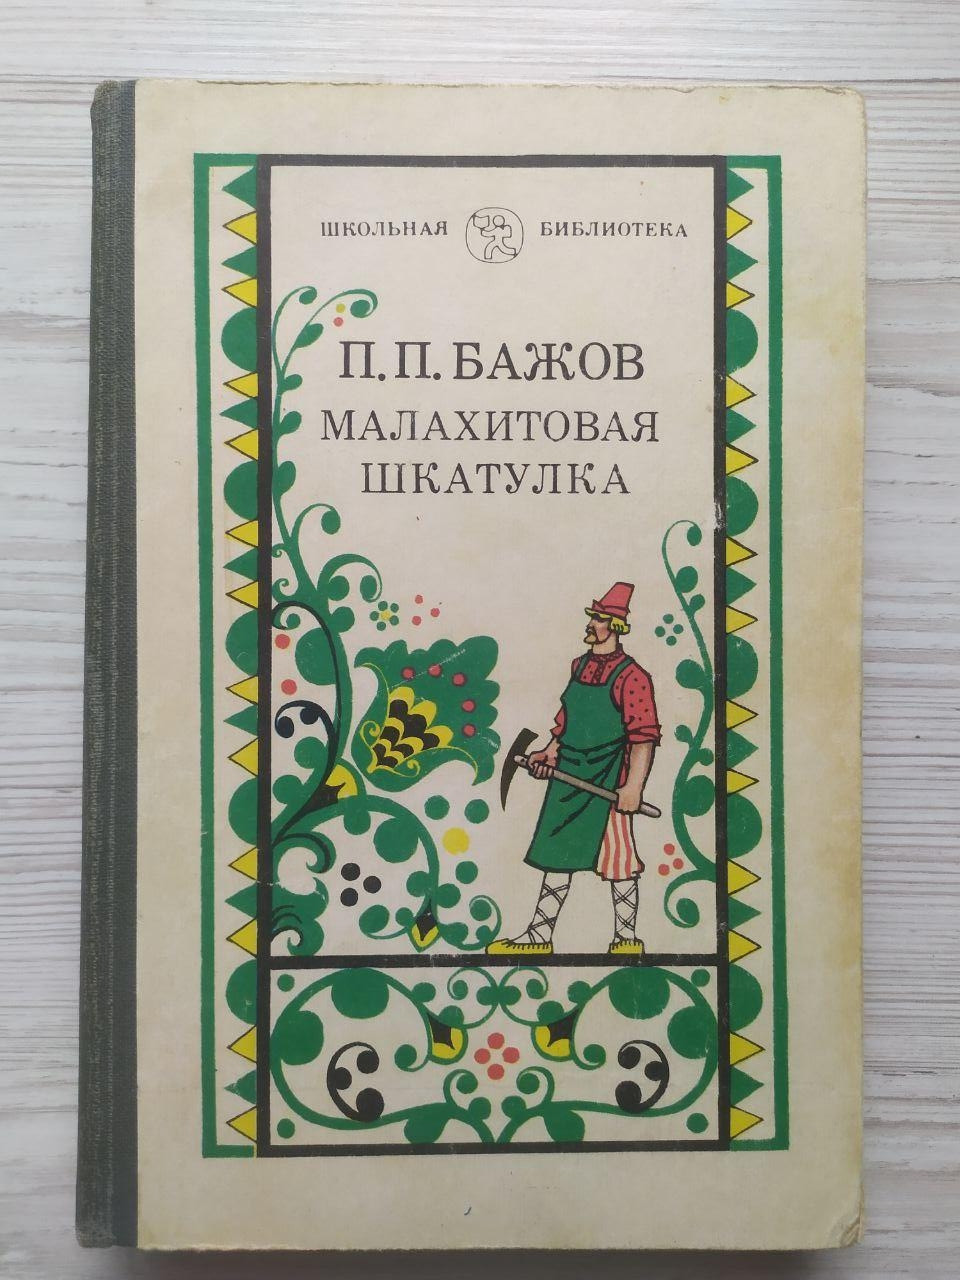 ШКОЛЬНАЯ БИБЛИОТЕКА
П. П. БАЖОВ
МАЛАХИТОВАЯ
ШКАТУЛКА